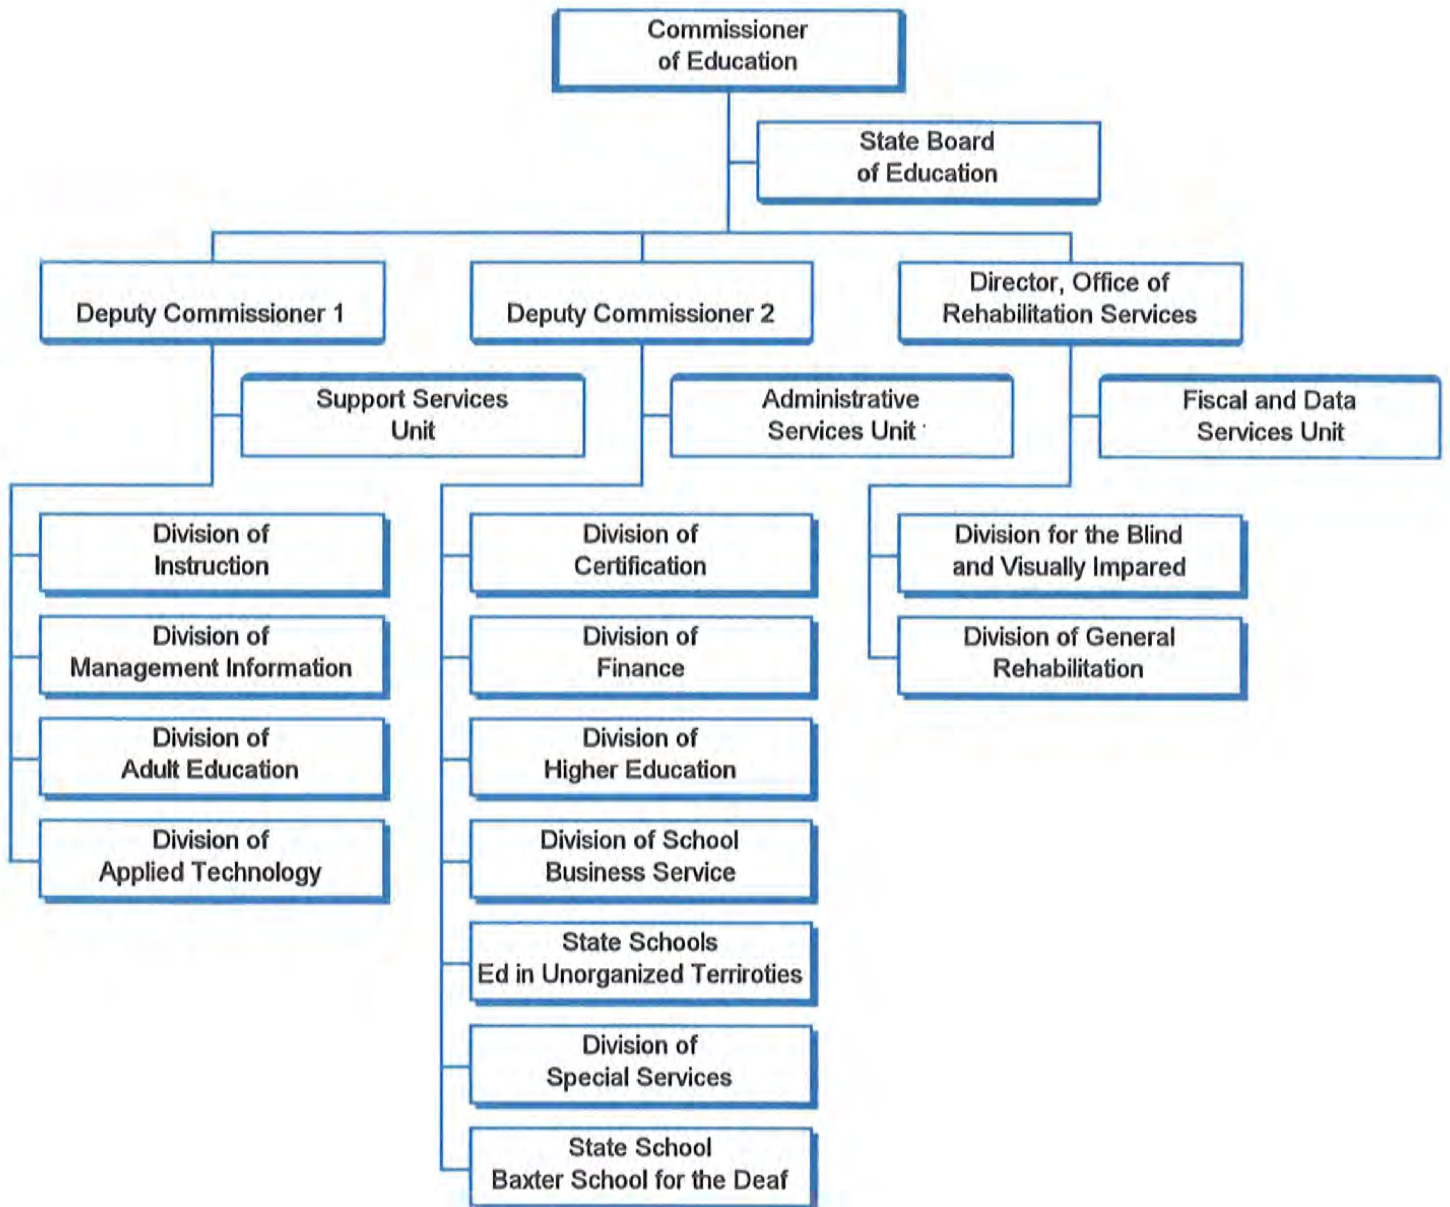 Commissioner
of Education
State Board
of Education
Deputy Commissioner 1
Deputy Commissioner 2
Director, Office of
Rehabilitation Services
Support Services
Unit
Administrative
Services Unit
Fiscal and Data
Services Unit
Division of
Instruction
Division of
Management Information
Division of
Adult Education
Division of
Applied Technology
Division of
Certification
Division of
Finance
Division of
Higher Education
Division of School
Business Service
State Schools
Ed in Unorganized Terriroties
Division of
Special Services
State School
Baxter School for the Deaf
Division for the Blind
and Visually Impared
Division of General
Rehabilitation